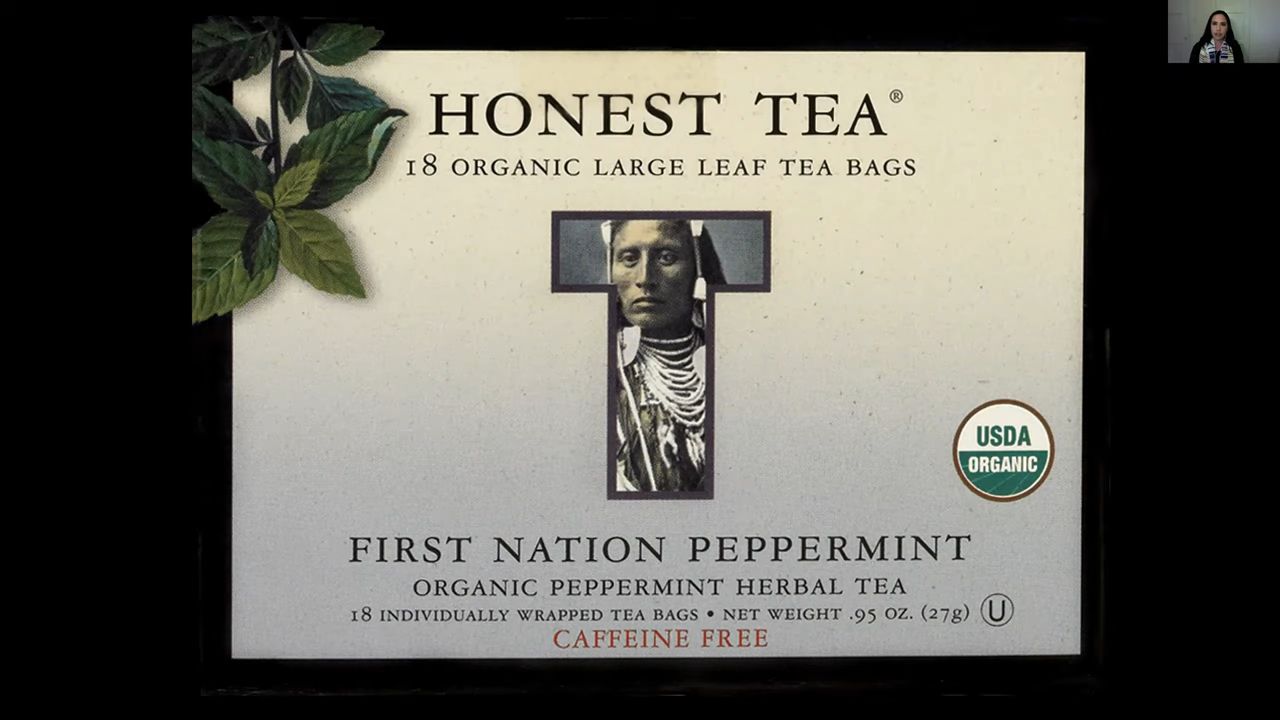 HONEST TEA®
18 ORGANIC LARGE LEAF TEA BAGS
USDA
ORGANIC
FIRST NATION PEPPERMINT
ORGANIC PEPPERMINT HERBAL TEA
18 INDIVIDUALLY WRAPPED TEA BAGS • NET WEIGHT .95 OZ. (27g) U
CAFFEINE FREE